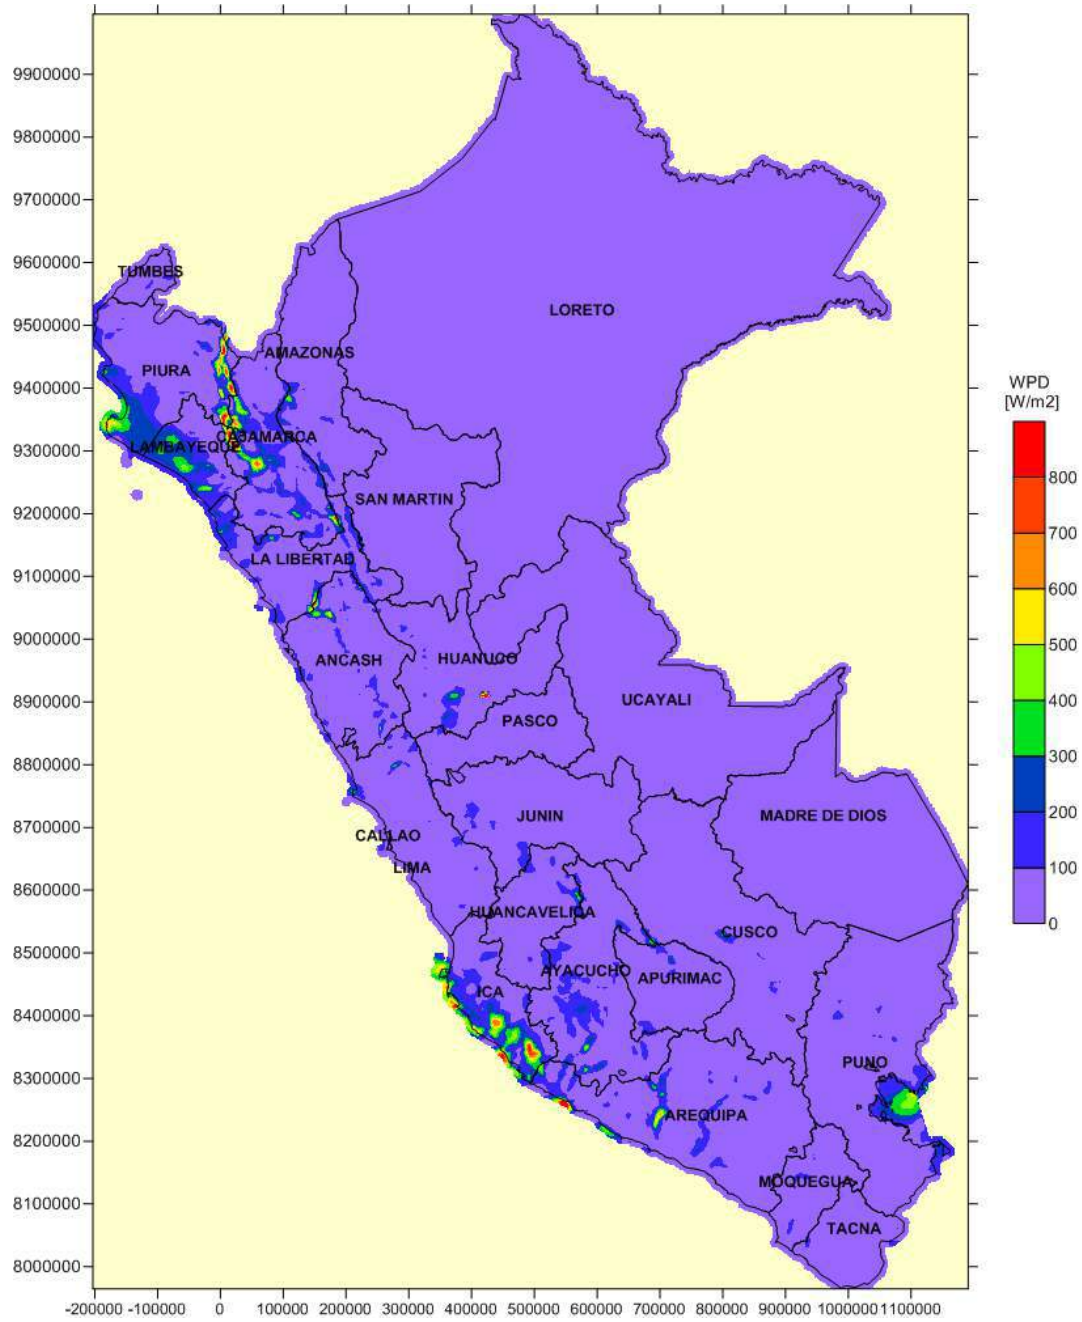 9900000
9800000
9700000
9600000
9500000
9400000
9300000
9200000
9100000
9000000
8900000
8800000
8700000
8600000
8500000
8400000
8300000
8200000
8100000
8000000
TUMBES
LORETO
AMAZONAS
PIURA
CAJAMARCA
LAMBAYEQUE
SAN MARTIN
LA LIBERTAD
ANCASH
HUANUCO
UCAYALI
PASCO
JUNIN
MADRE DE DIOS
CALLAO
LIMA
HUANCAVELICA
CUSCO
AYACUCHO
APURIMAC
ICA
PUNO
AREQUIPA
MOQUEGUA
TACNA
-200000 -100000 0 100000 200000 300000 400000 500000 600000 700000 800000 900000 1000000 1100000
WPD
[W/m2]
800
700
600
500
400
300
200
100
0